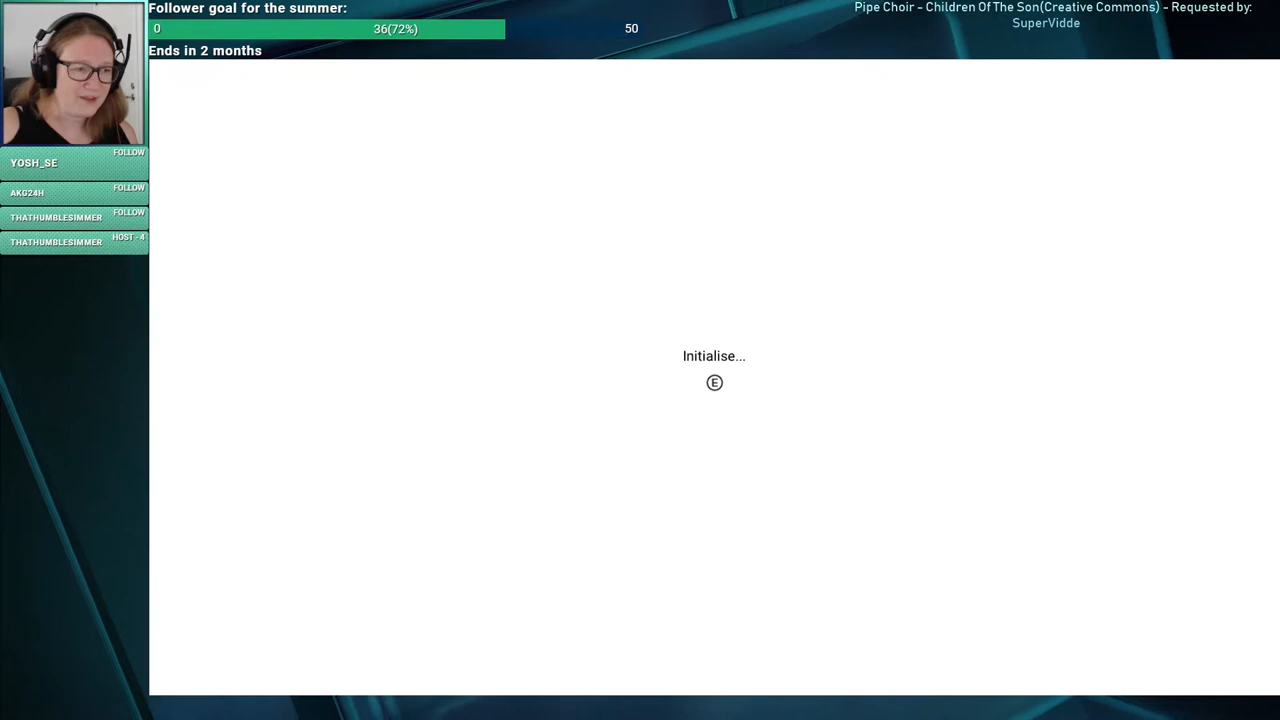 Follower goal for the summer:
0 36(72%) 50
Ends in 2 months
Pipe Choir - Children Of The Son(Creative Commons) - Requested by:
SuperVidde
YOSH_SE FOLLOW
AKG24H FOLLOW
THATHUMBLESIMMER FOLLOW
THATHUMBLESIMMER HOST - 4
Initialise...
E